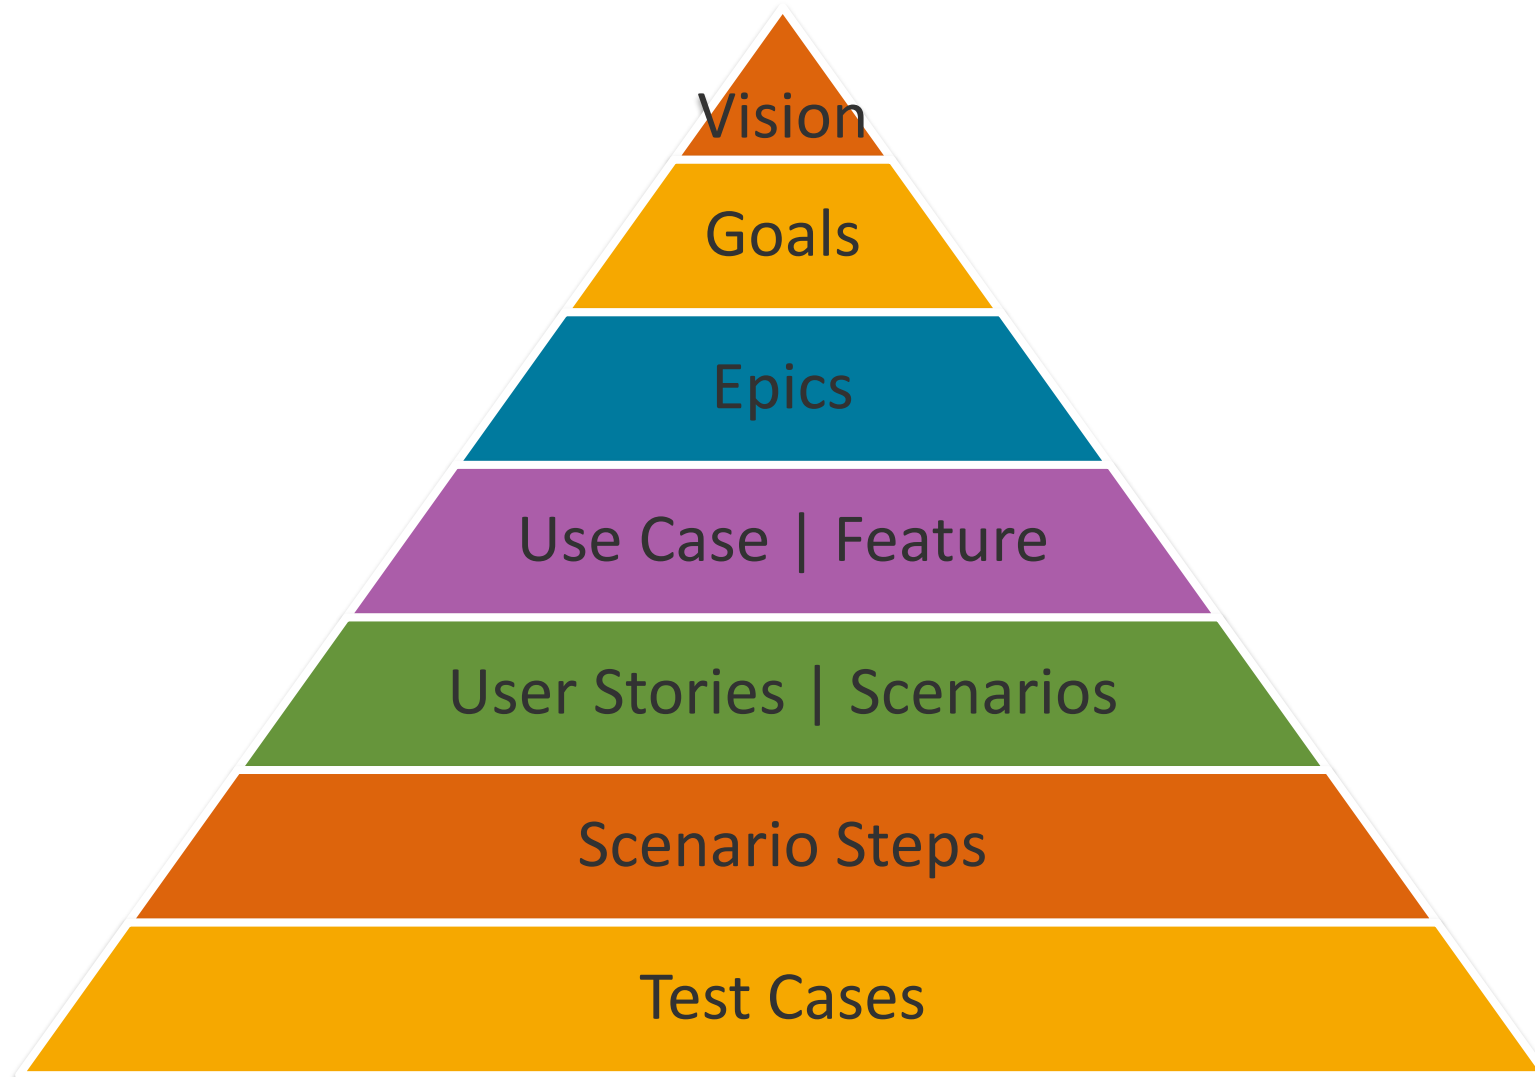 Vision
Goals
Epics
Use Case | Feature
User Stories | Scenarios
Scenario Steps
Test Cases